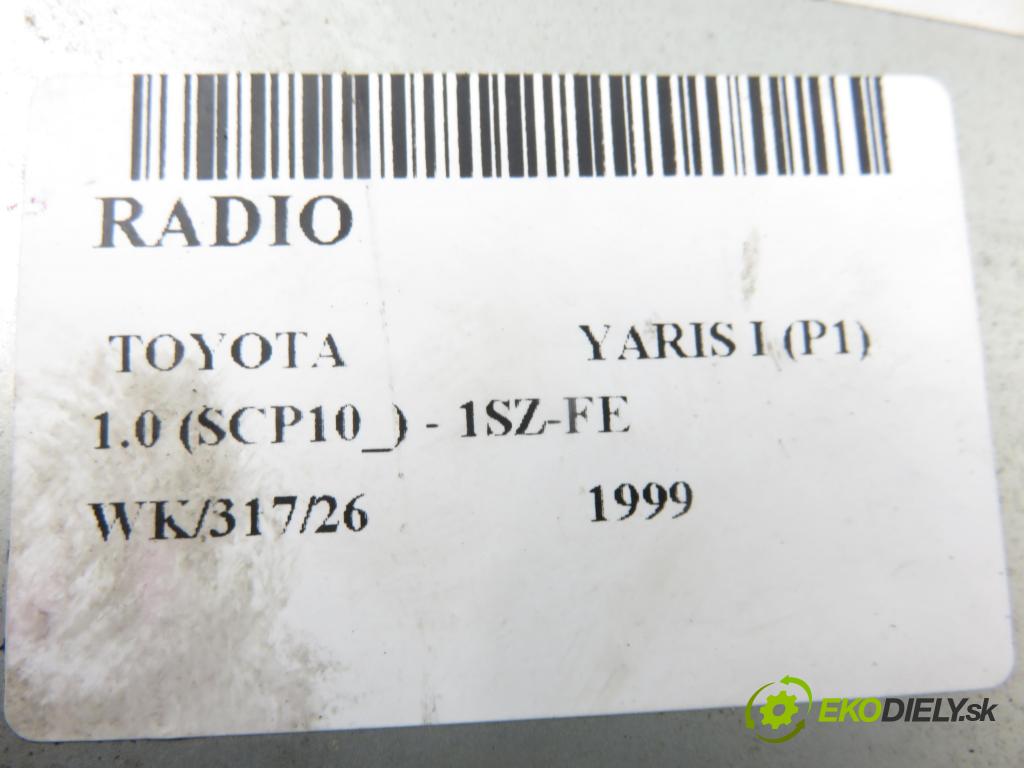 RADIO
TOYOTA YARIS I (P1)
1.0 (SCP10_) - 1SZ-FE
WK/317/26 1999
EKODIELY.sk